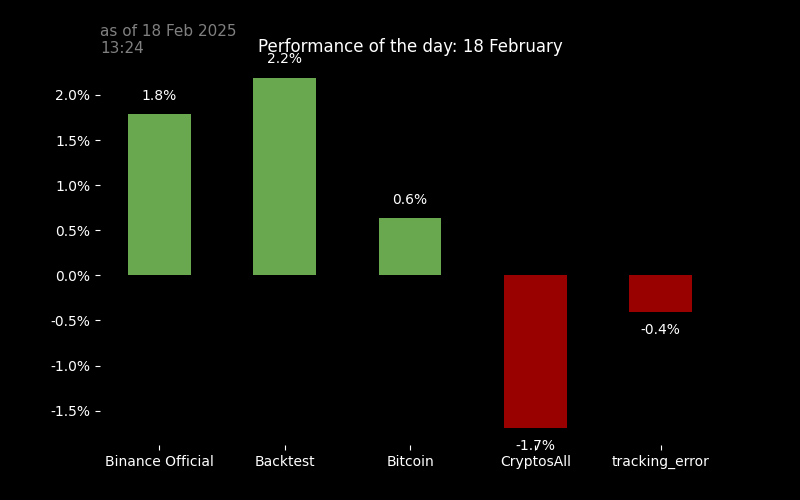 as of 18 Feb 2025
13:24
Performance of the day: 18 February
2.2%
2.0%
1.8%
1.5%
1.0%
0.6%
0.5%
0.0%
-0.5%
-0.4%
-1.0%
-1.5%
-1.7%
Binance Official
Backtest
Bitcoin
CryptosAll
tracking_error